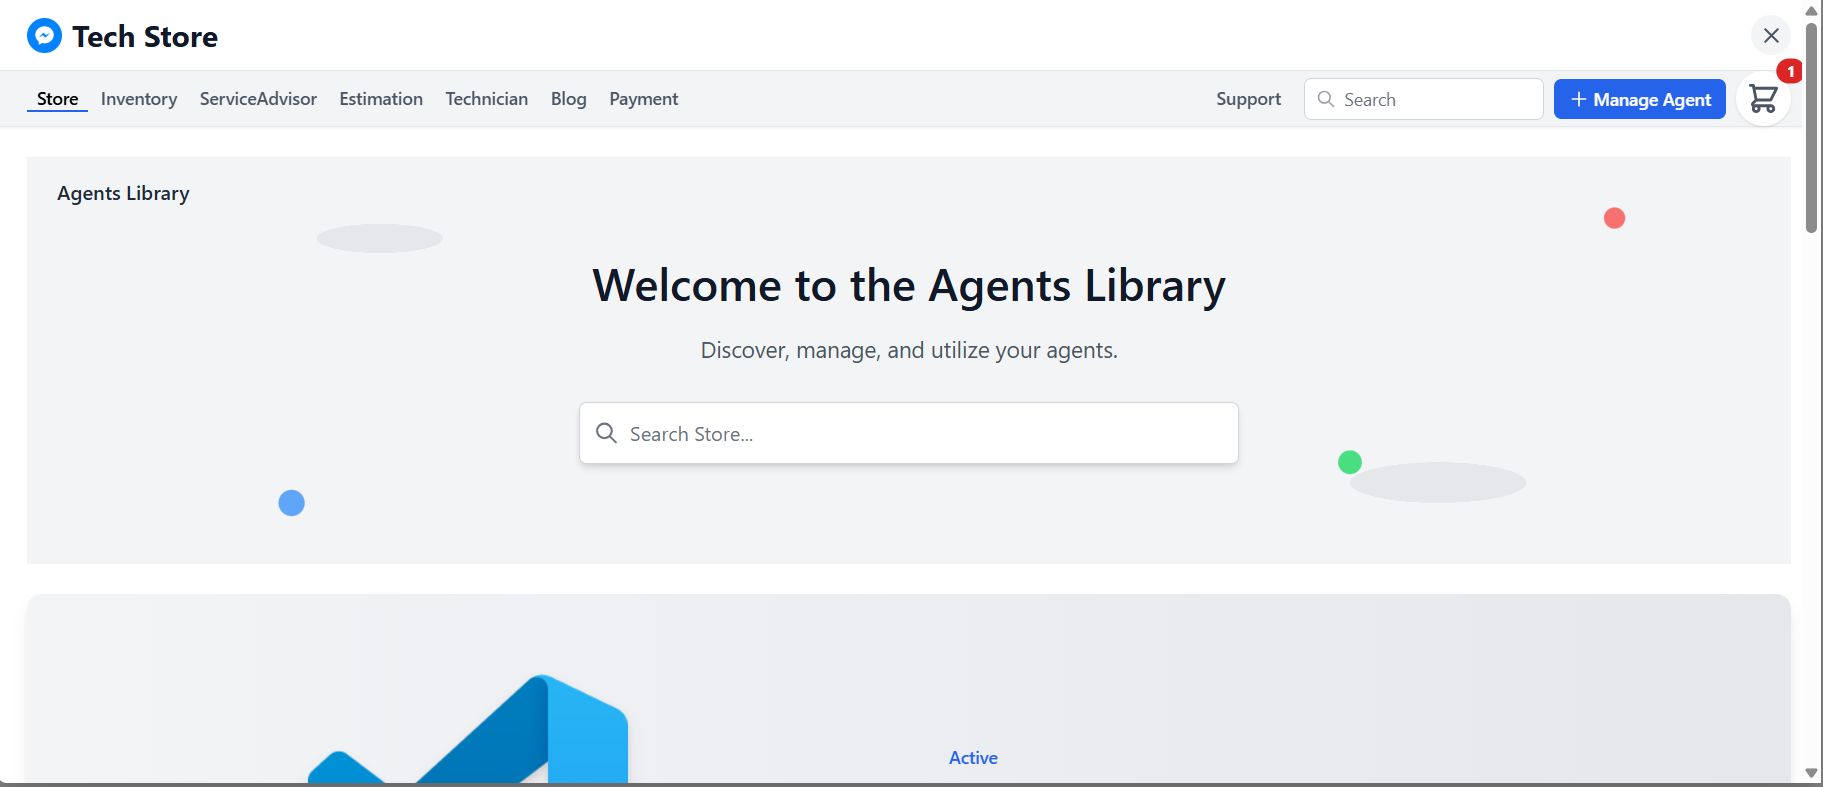 Tech Store
1
Store Inventory ServiceAdvisor Estimation Technician Blog Payment Support Search Manage Agent
Agents Library
Welcome to the Agents Library
Discover, manage, and utilize your agents.
Search Store...
Active